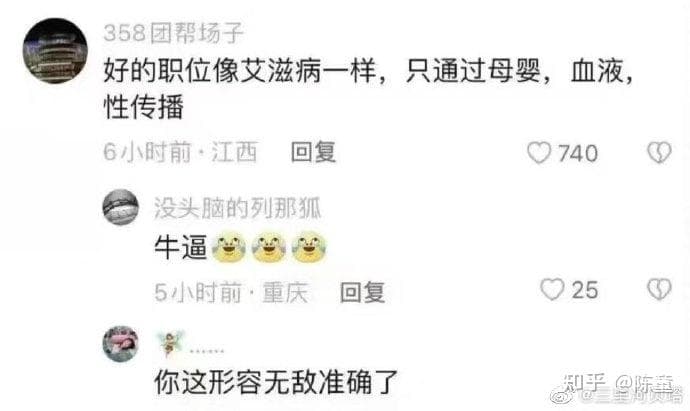 358团帮场子
好的职位像艾滋病一样，只通过母婴，血液，
性传播
6小时前·江西 回复 740
没头脑的列那狐
牛逼😂😂😂
5小时前·重庆 回复 25
......
你这形容无敌准确了
知乎 @陈堇